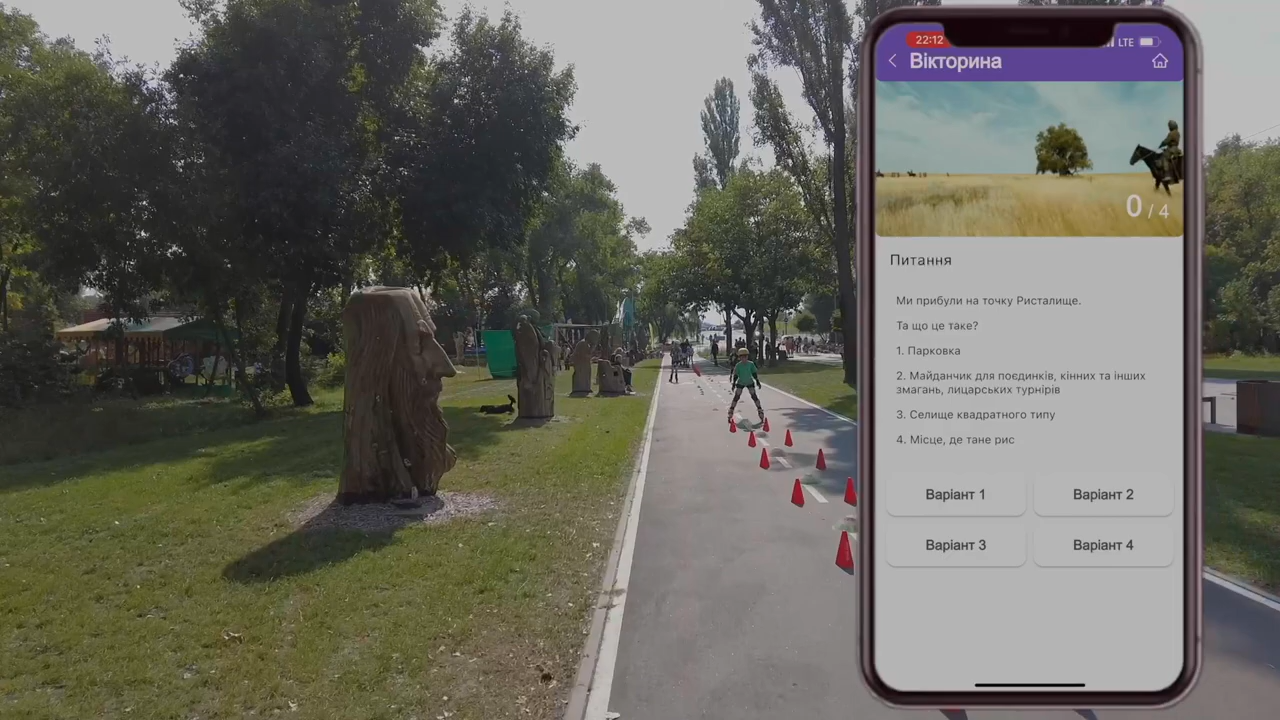 22:12
LTE
Вікторина
0 / 4
Питання
Ми прибули на точку Ристалище.
Та що це таке?
1. Парковка
2. Майданчик для поєдинків, кінних та інших
змагань, лицарських турнірів
3. Селище квадратного типу
4. Місце, де тане рис
Варіант 1
Варіант 2
Варіант 3
Варіант 4